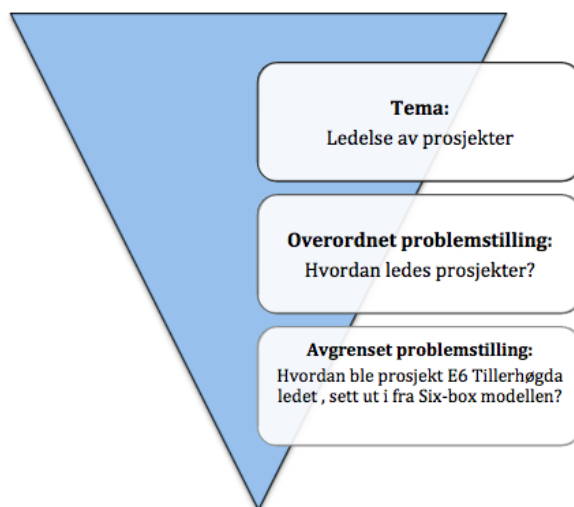 Tema:
Ledelse av prosjekter
Overordnet problemstilling:
Hvordan ledes prosjekter?
Avgrenset problemstilling:
Hvordan ble prosjekt E6 Tillerhøgda
ledet , sett ut i fra Six-box modellen?